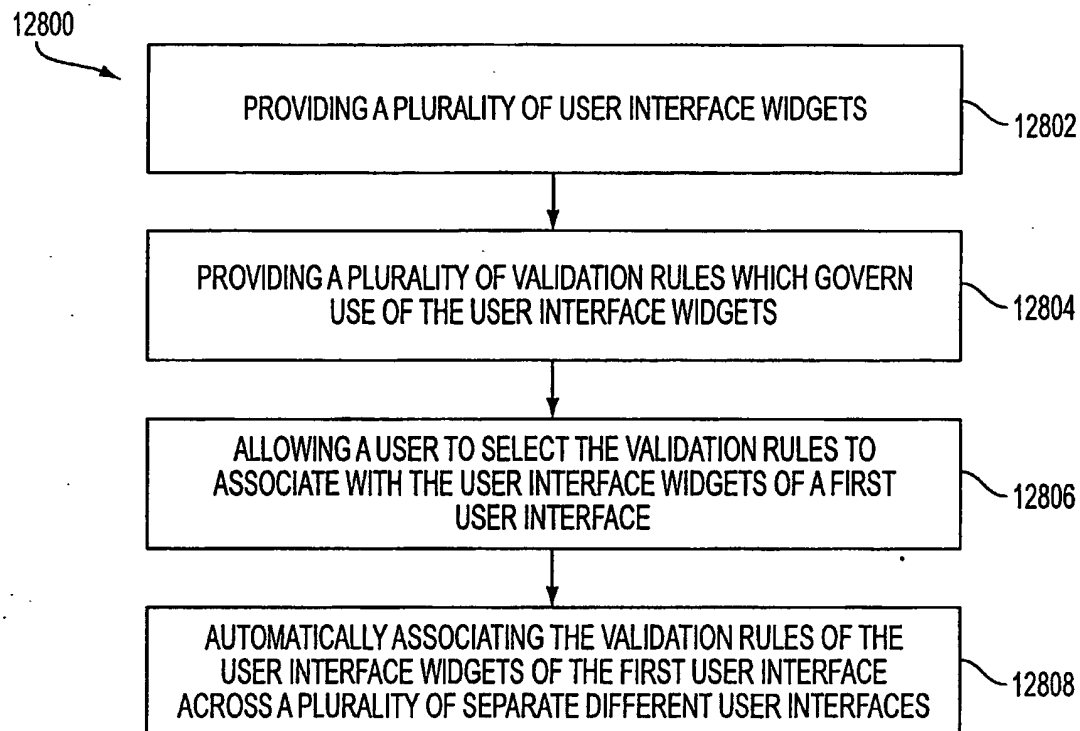 12800
PROVIDING A PLURALITY OF USER INTERFACE WIDGETS
12802
PROVIDING A PLURALITY OF VALIDATION RULES WHICH GOVERN
USE OF THE USER INTERFACE WIDGETS
12804
ALLOWING A USER TO SELECT THE VALIDATION RULES TO
ASSOCIATE WITH THE USER INTERFACE WIDGETS OF A FIRST
USER INTERFACE
12806
AUTOMATICALLY ASSOCIATING THE VALIDATION RULES OF THE
USER INTERFACE WIDGETS OF THE FIRST USER INTERFACE
ACROSS A PLURALITY OF SEPARATE DIFFERENT USER INTERFACES
12808